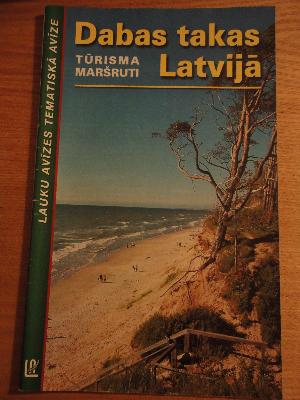 Dabas takas
TŪRISMA
MARŠRUTI
Latvijā
LAUKU AVĪZES TEMATISKĀ AVĪZE